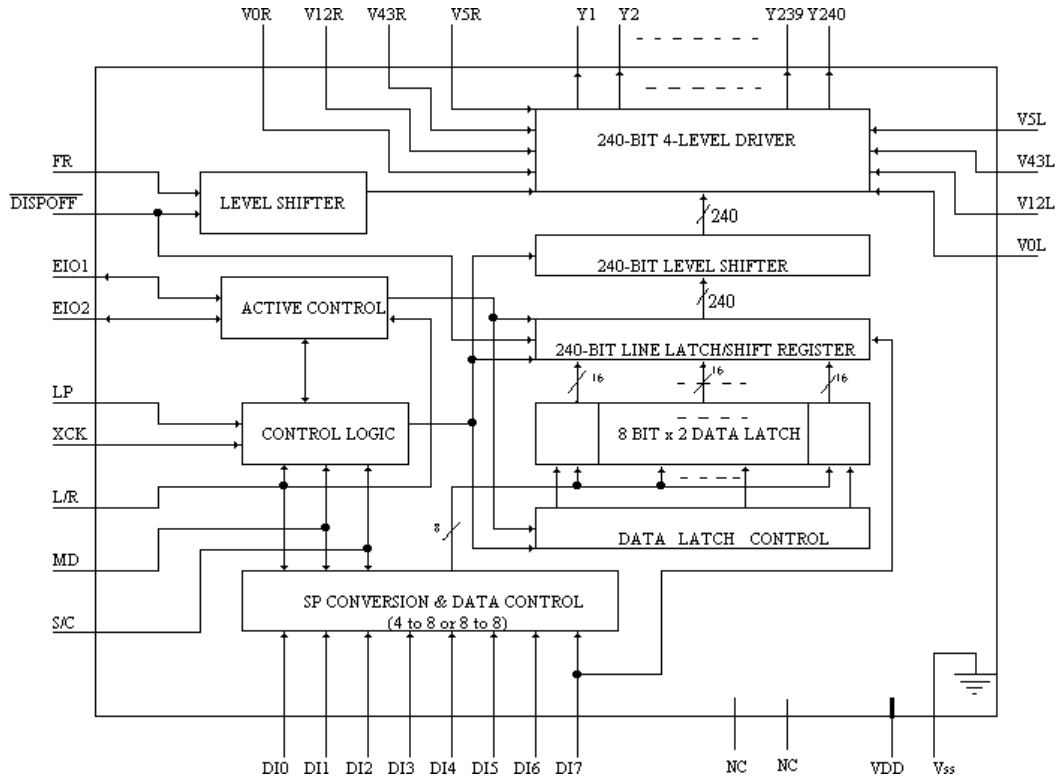 V0R V12R V43R V5R Y1 Y2 Y239 Y240
240-BIT 4-LEVEL DRIVER
V5L
V43L
V12L
V0L
FR
DISPOFF
LEVEL SHIFTER
240
240-BIT LEVEL SHIFTER
EIO1
EIO2
ACTIVE CONTROL
240
240-BIT LINE LATCH/SHIFT REGISTER
16 16 16
LP
XCK
CONTROL LOGIC
8 BIT x 2 DATA LATCH
L/R
8
MD
DATA LATCH CONTROL
S/C
SP CONVERSION & DATA CONTROL
(4 to 8 or 8 to 8)
DI0 DI1 DI2 DI3 DI4 DI5 DI6 DI7 NC NC VDD Vss